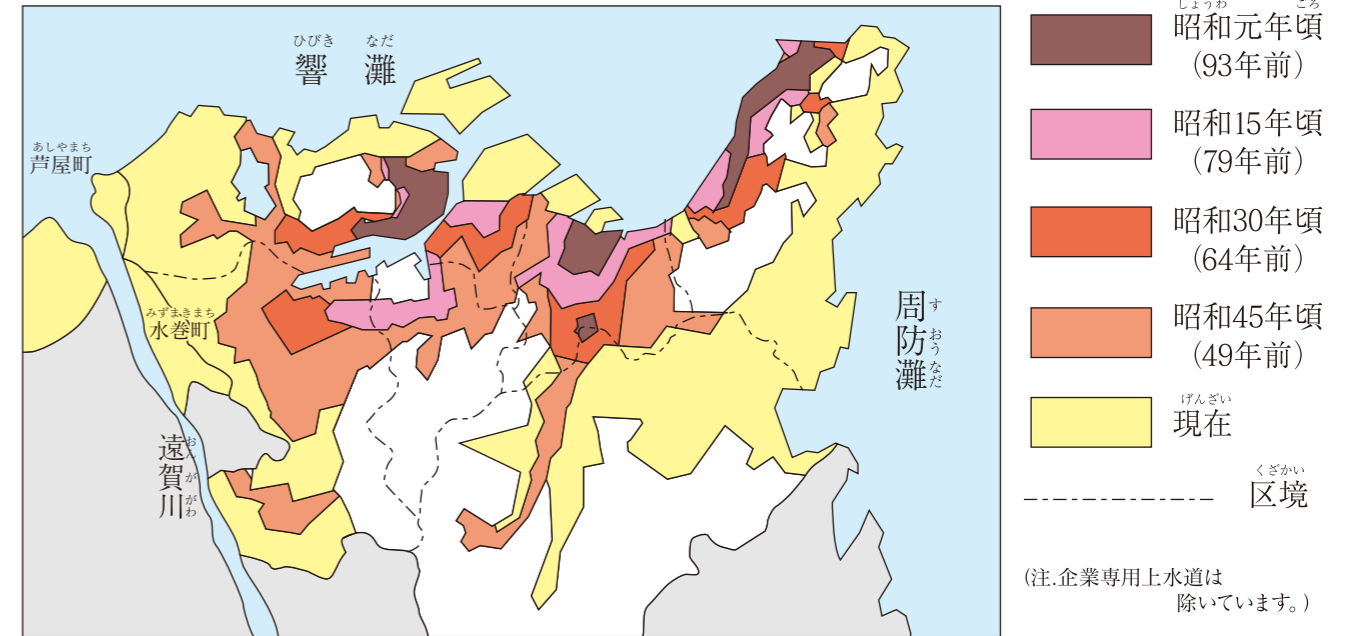 ひびき なだ
響 灘
あしやまち
芦屋町
みずまきまち
水巻町
遠賀川
おんががわ
周防灘
すおうなだ
しょうわ ころ
昭和元年頃
(93年前)
昭和15年頃
(79年前)
昭和30年頃
(64年前)
昭和45年頃
(49年前)
げんざい
現在
くざかい
区境
(注.企業専用上水道は
除いています。)